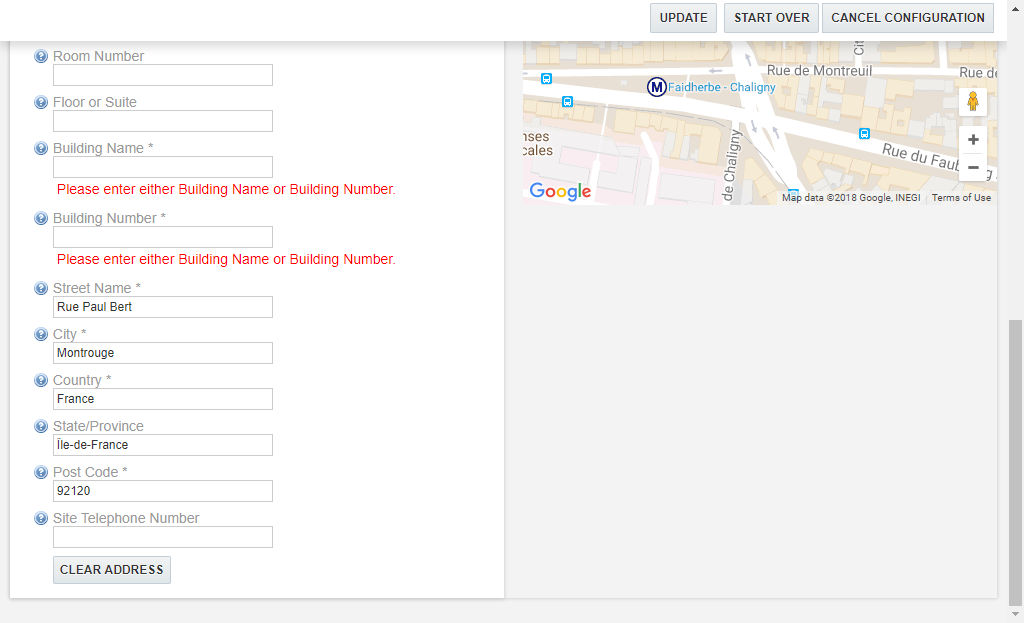 UPDATE
START OVER
CANCEL CONFIGURATION
Room Number
Floor or Suite
Building Name *
Please enter either Building Name or Building Number.
Building Number *
Please enter either Building Name or Building Number.
Street Name *
Rue Paul Bert
City *
Montrouge
Country *
France
State/Province
Île-de-France
Post Code *
92120
Site Telephone Number
CLEAR ADDRESS
Cit
Rue de Montreuil
Rue de
M Faidherbe - Chaligny
nses
cales
de Chaligny
Rue du Faub
g
Google
Map data ©2018 Google, INEGI
Terms of Use